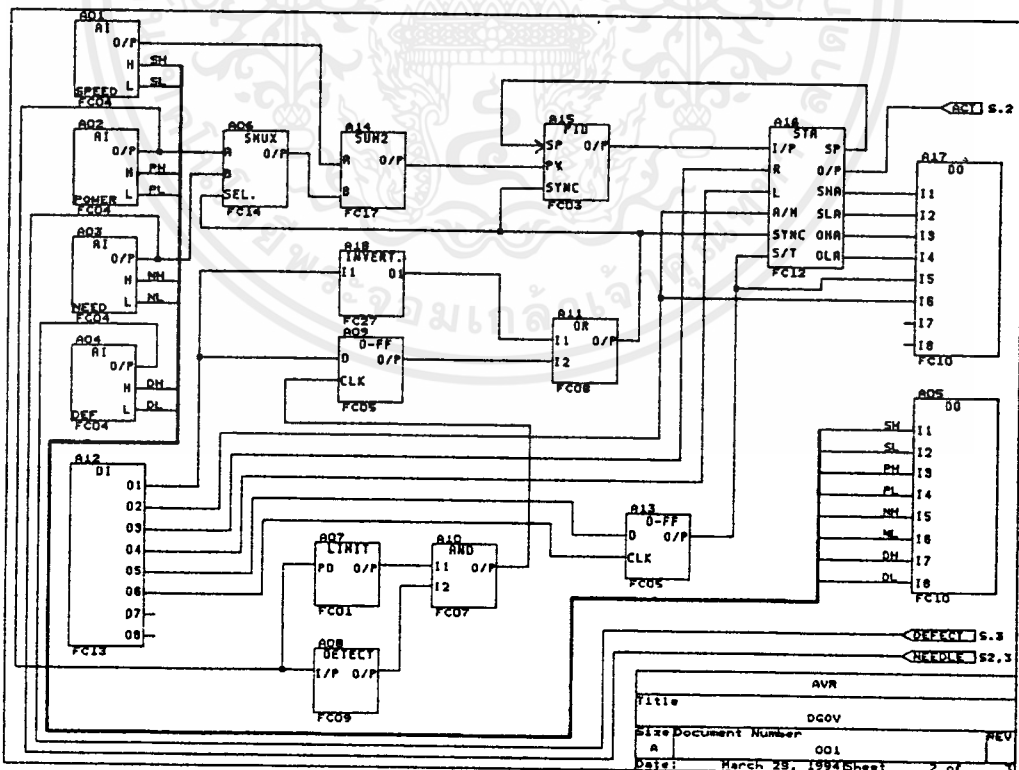 A01
AI
O/P
H
SH
L
SL
SPEED
FC04
A02
AI
O/P
H
PH
L
PL
POWER
FC04
A03
AI
O/P
H
NH
L
NL
NEED
FC04
A04
AI
O/P
H
DH
L
DL
DEF
FC04
A06
SMUX
O/P
A
B
SEL.
FC14
A14
SUM2
A
O/P
B
FC17
A15
PID
SP
O/P
PV
SYNC
FC03
A16
STA
I/P
SP
R
O/P
L
SHA
A/M
SLA
SYNC
OHA
S/T
OLA
FC12
ACT
S.2
A17
DO
I1
I2
I3
I4
I5
I6
I7
I8
FC10
A18
INVERT.
I1
O1
FC27
A09
D-FF
D
O/P
CLK
FC05
A11
OR
I1
O/P
I2
FC08
A05
DO
SH
I1
SL
I2
PH
I3
PL
I4
NH
I5
NL
I6
DH
I7
DL
I8
FC10
A12
DI
O1
O2
O3
O4
O5
O6
O7
O8
FC13
A07
LIMIT
PD
O/P
FC01
A10
AND
I1
O/P
I2
FC07
A08
DETECT
I/P
O/P
FC09
A13
D-FF
D
O/P
CLK
FC05
DEFECT
S.3
NEEDLE
S2,3
AVR
Title
DGOV
Size
Document Number
REV
A
001
Date:
March 29, 1994
Sheet
2 of